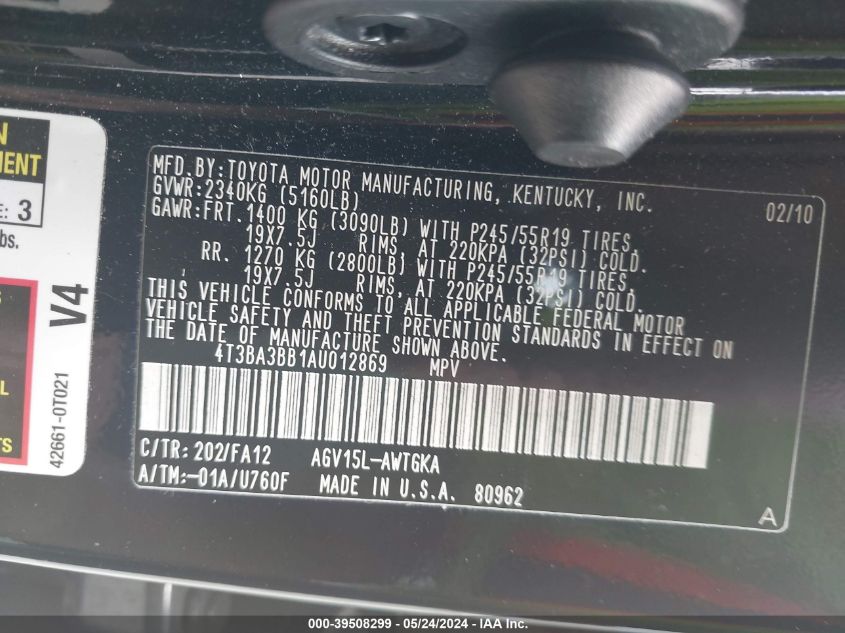 N
MENT
E: 3
bs.
S
L
TS
V4
42661-0T021
MFD.BY:TOYOTA MOTOR MANUFACTURING, KENTUCKY, INC.
GVWR:2340KG (5160LB) 02/10
GAWR:FRT. 1400 KG (3090LB) WITH P245/55R19 TIRES,
19X7.5J RIMS, AT 220KPA (32PSI) COLD.
RR. 1270 KG (2800LB) WITH P245/55R19 TIRES,
19X7.5J RIMS, AT 220KPA (32PSI) COLD.
THIS VEHICLE CONFORMS TO ALL APPLICABLE FEDERAL MOTOR
VEHICLE SAFETY AND THEFT PREVENTION STANDARDS IN EFFECT ON
THE DATE OF MANUFACTURE SHOWN ABOVE.
4T3BA3BB1AU012869 MPV
C/TR: 202/FA12 AGV15L-AWTGKA
A/TM:-01A/U760F MADE IN U.S.A. 80962
A
000-39508299 - 05/24/2024 - IAA Inc.